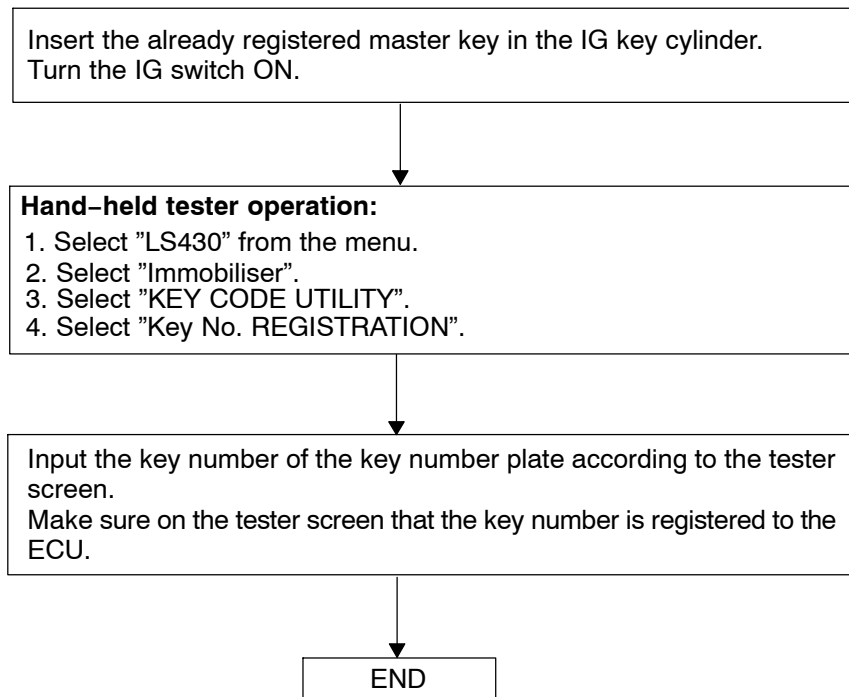 Insert the already registered master key in the IG key cylinder.
Turn the IG switch ON.
Hand−held tester operation:
1. Select ”LS430” from the menu.
2. Select ”Immobiliser”.
3. Select ”KEY CODE UTILITY”.
4. Select ”Key No. REGISTRATION”.
Input the key number of the key number plate according to the tester
screen.
Make sure on the tester screen that the key number is registered to the
ECU.
END